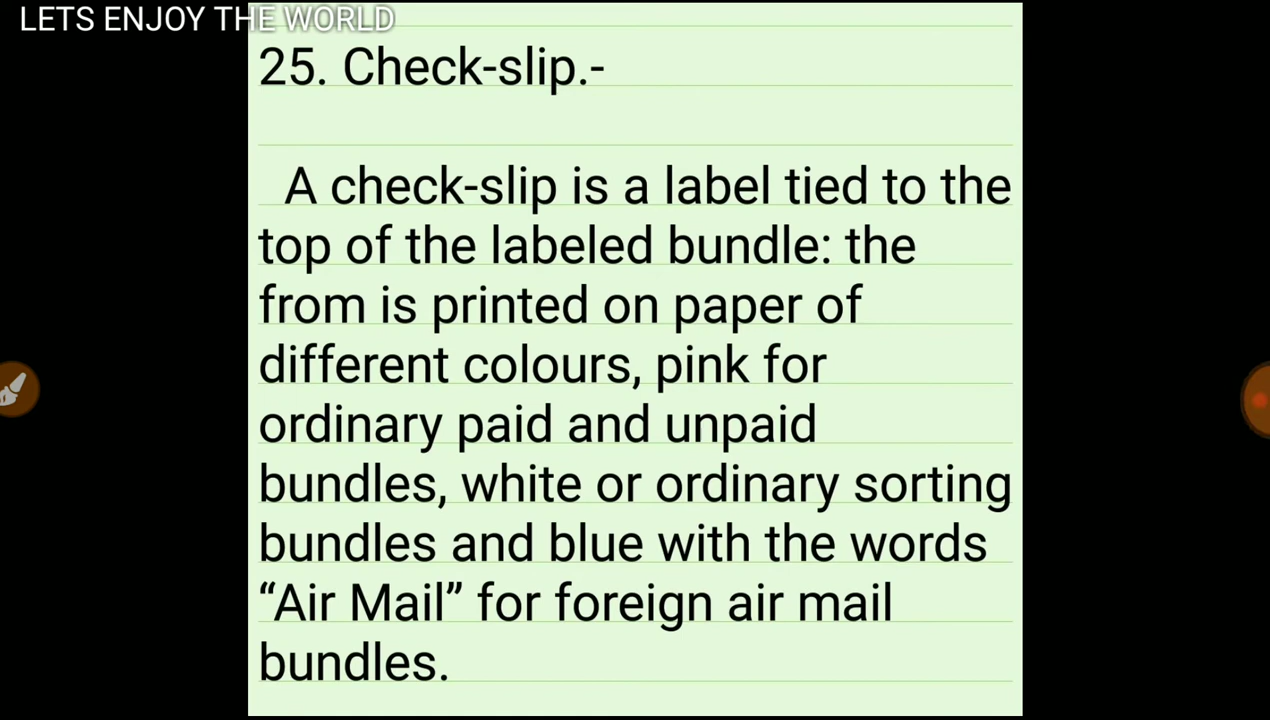 LETS ENJOY THE WORLD
25. Check-slip.-
A check-slip is a label tied to the
top of the labeled bundle: the
from is printed on paper of
different colours, pink for
ordinary paid and unpaid
bundles, white or ordinary sorting
bundles and blue with the words
“Air Mail” for foreign air mail
bundles.